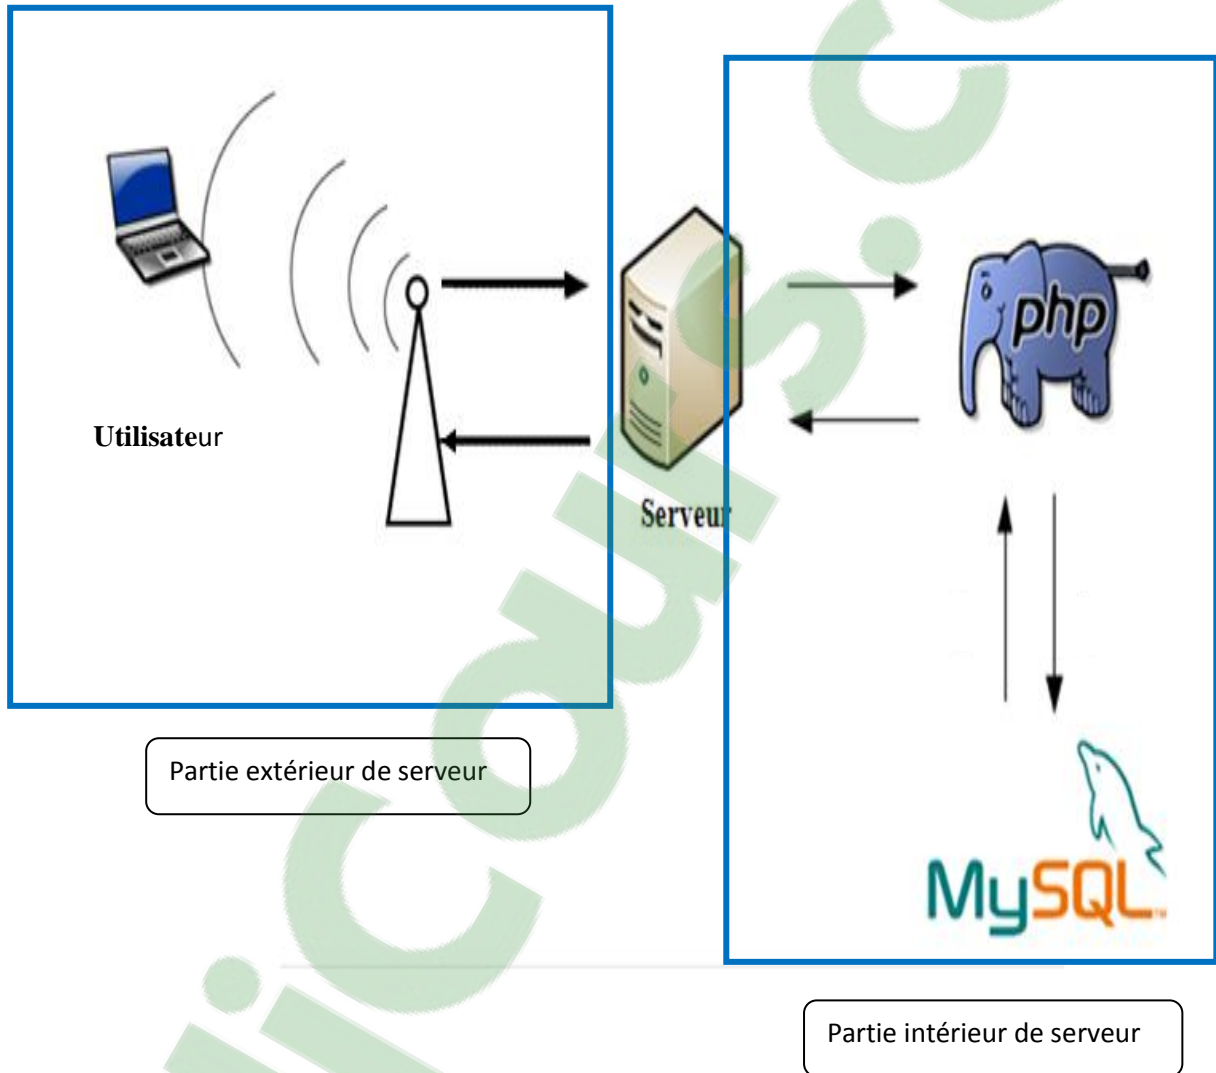 Utilisateur
Serveur
php
MySQL
Partie extérieur de serveur
Partie intérieur de serveur